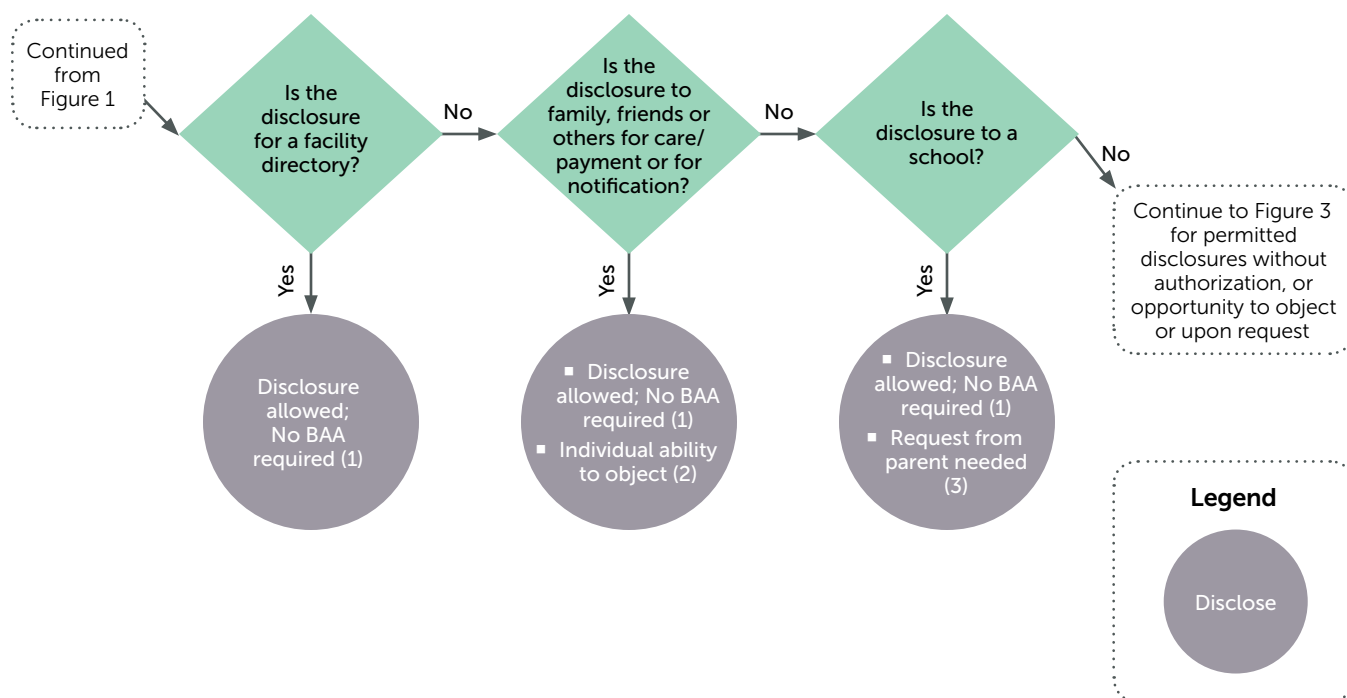 Continued
from
Figure 1
Is the
disclosure
for a facility
directory?
No
Is the
disclosure to
family, friends or
others for care/
payment or for
notification?
No
Is the
disclosure to a
school?
No
Continue to Figure 3
for permitted
disclosures without
authorization, or
opportunity to object
or upon request
Yes
Yes
Yes
Disclosure
allowed;
No BAA
required (1)
▪ Disclosure
allowed; No BAA
required (1)
▪ Individual ability
to object (2)
▪ Disclosure
allowed; No BAA
required (1)
▪ Request from
parent needed
(3)
Legend
Disclose